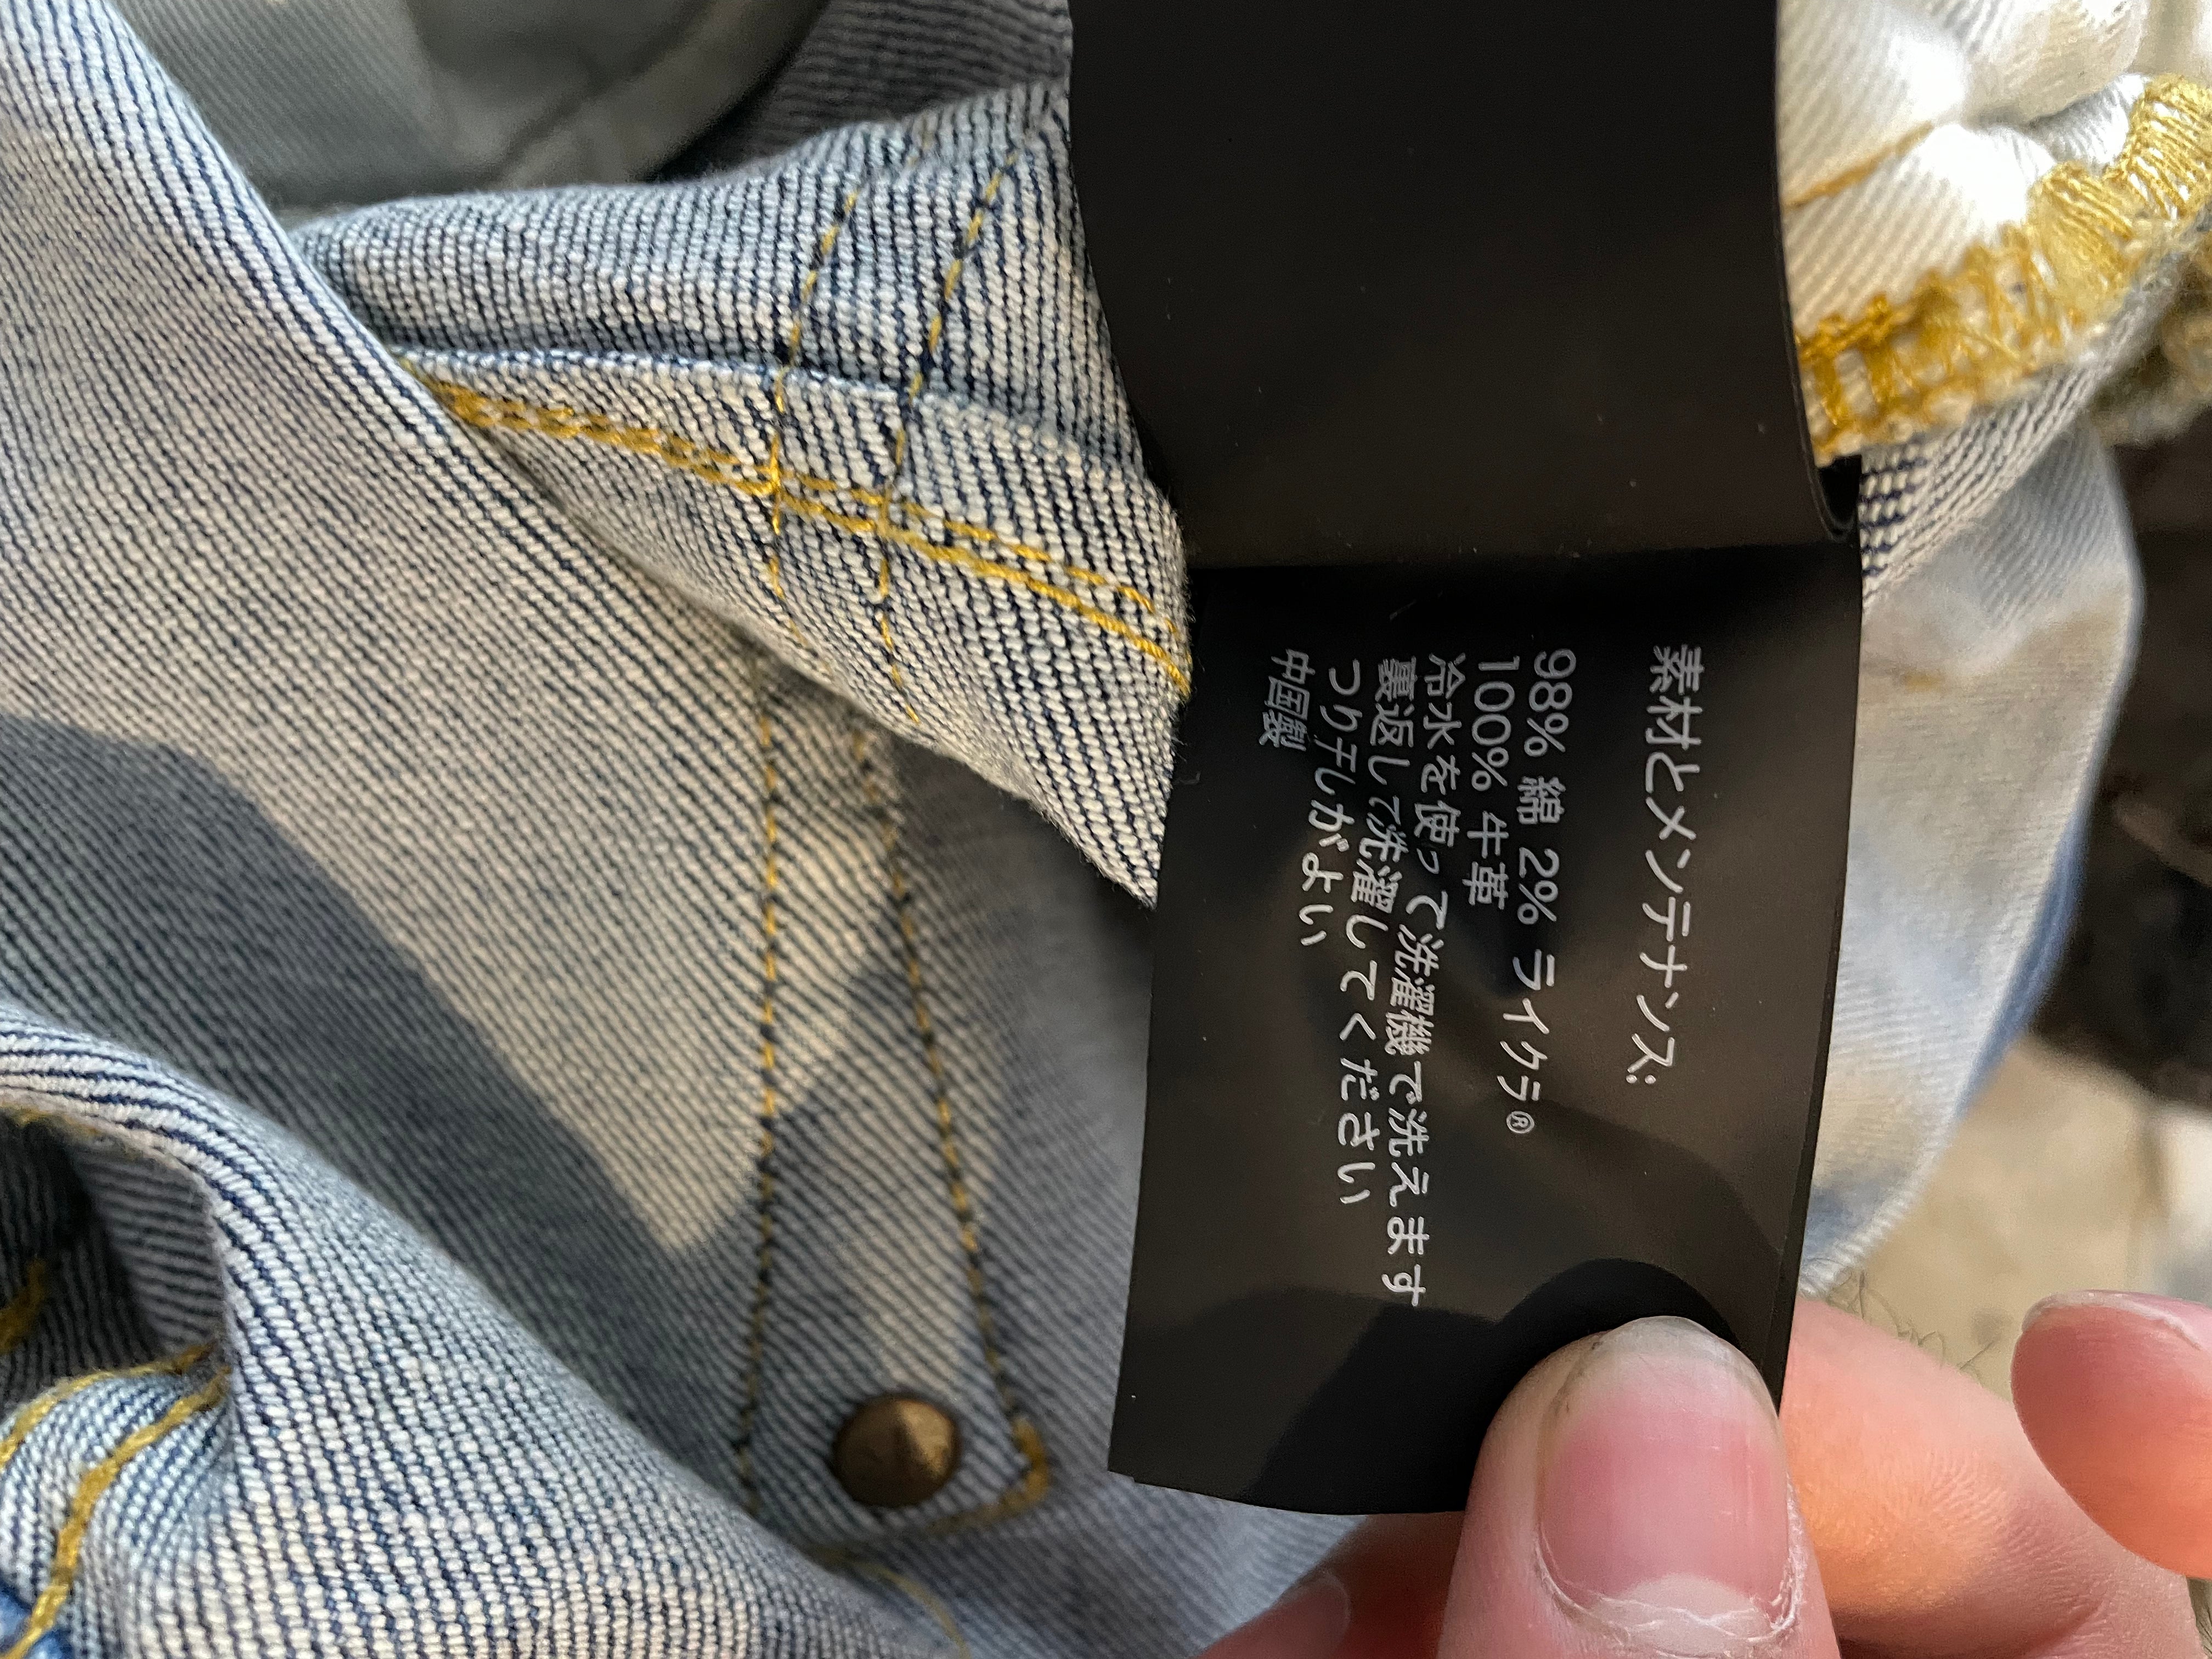 素材とメンテナンス:
98% 綿 2% ライクラ®
100% 牛革
冷水を使って洗濯機で洗えます
裏返して洗濯してください
つり干しがよい
中国製